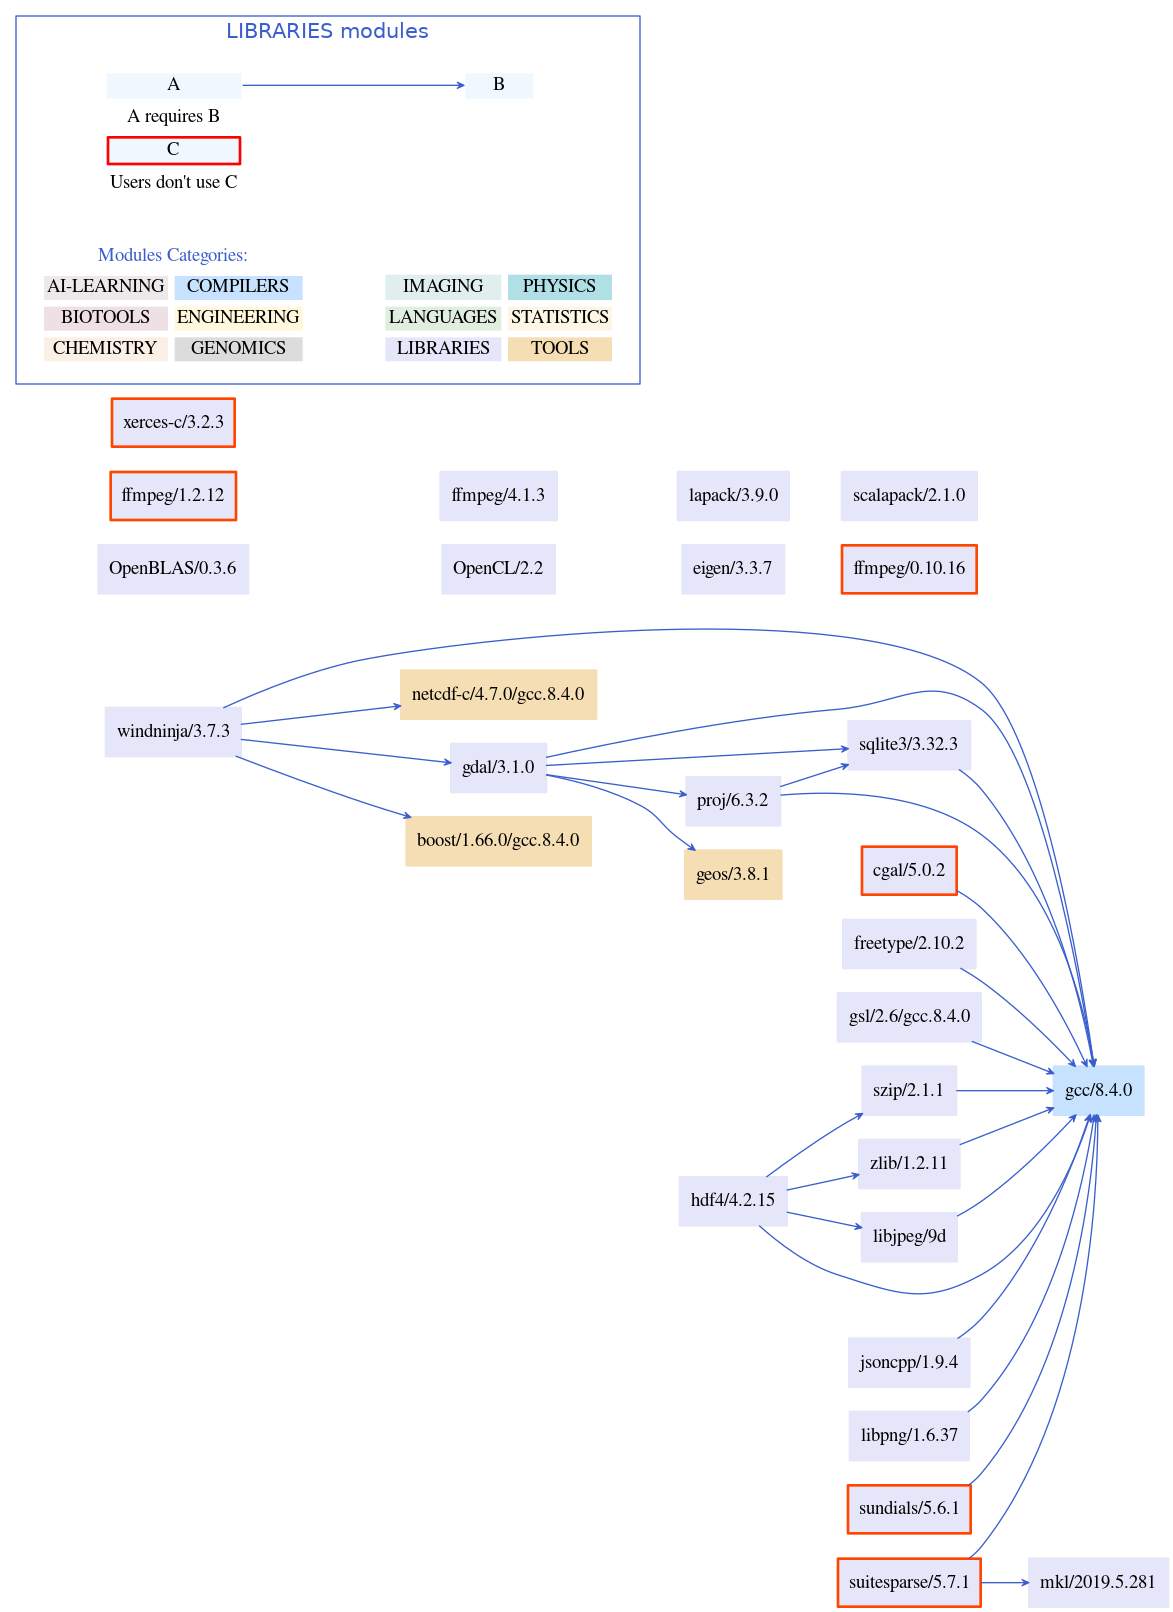 LIBRARIES modules
A
B
A requires B
C
Users don't use C
Modules Categories:
AI-LEARNING COMPILERS IMAGING PHYSICS
BIOTOOLS ENGINEERING LANGUAGES STATISTICS
CHEMISTRY GENOMICS LIBRARIES TOOLS
xerces-c/3.2.3
ffmpeg/1.2.12
ffmpeg/4.1.3
lapack/3.9.0
scalapack/2.1.0
OpenBLAS/0.3.6
OpenCL/2.2
eigen/3.3.7
ffmpeg/0.10.16
netcdf-c/4.7.0/gcc.8.4.0
windninja/3.7.3
sqlite3/3.32.3
gdal/3.1.0
proj/6.3.2
boost/1.66.0/gcc.8.4.0
geos/3.8.1
cgal/5.0.2
freetype/2.10.2
gsl/2.6/gcc.8.4.0
szip/2.1.1
gcc/8.4.0
zlib/1.2.11
hdf4/4.2.15
libjpeg/9d
jsoncpp/1.9.4
libpng/1.6.37
sundials/5.6.1
suitesparse/5.7.1
mkl/2019.5.281